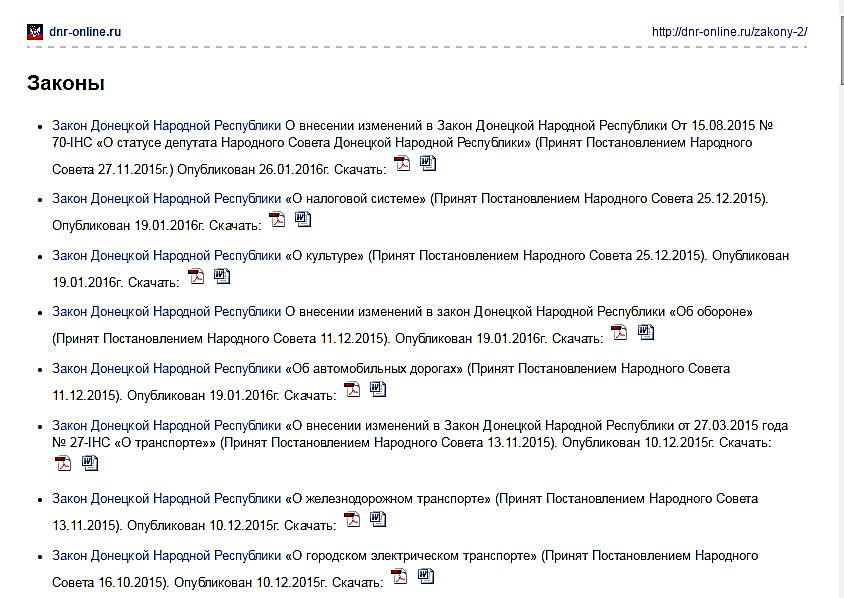 dnr-online.ru http://dnr-online.ru/zakony-2/
Законы
Закон Донецкой Народной Республики О внесении изменений в Закон Донецкой Народной Республики От 15.08.2015 №
70-IНС «О статусе депутата Народного Совета Донецкой Народной Республики» (Принят Постановлением Народного
Совета 27.11.2015г.) Опубликован 26.01.2016г. Скачать:
Закон Донецкой Народной Республики «О налоговой системе» (Принят Постановлением Народного Совета 25.12.2015).
Опубликован 19.01.2016г. Скачать:
Закон Донецкой Народной Республики «О культуре» (Принят Постановлением Народного Совета 25.12.2015). Опубликован
19.01.2016г. Скачать:
Закон Донецкой Народной Республики О внесении изменений в закон Донецкой Народной Республики «Об обороне»
(Принят Постановлением Народного Совета 11.12.2015). Опубликован 19.01.2016г. Скачать:
Закон Донецкой Народной Республики «Об автомобильных дорогах» (Принят Постановлением Народного Совета
11.12.2015). Опубликован 19.01.2016г. Скачать:
Закон Донецкой Народной Республики «О внесении изменений в Закон Донецкой Народной Республики от 27.03.2015 года
№ 27-IНС «О транспорте»» (Принят Постановлением Народного Совета 13.11.2015). Опубликован 10.12.2015г. Скачать:
Закон Донецкой Народной Республики «О железнодорожном транспорте» (Принят Постановлением Народного Совета
13.11.2015). Опубликован 10.12.2015г. Скачать:
Закон Донецкой Народной Республики «О городском электрическом транспорте» (Принят Постановлением Народного
Совета 16.10.2015). Опубликован 10.12.2015г. Скачать: